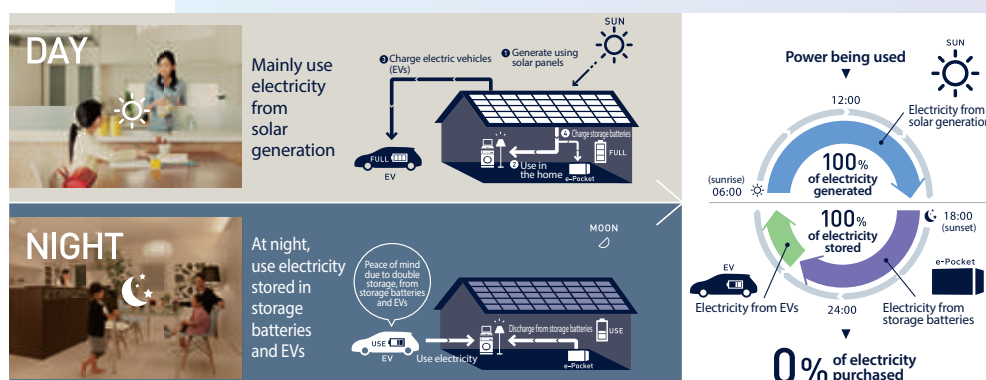 DAY
Mainly use
electricity
from
solar
generation
SUN
❶ Generate using
solar panels
❸ Charge electric vehicles
(EVs)
❹ Charge storage batteries
FULL
❷ Use in
the home
e-Pocket
FULL
EV
NIGHT
At night,
use electricity
stored in
storage
batteries
and EVs
MOON
Peace of mind
due to double
storage, from
storage batteries
and EVs
Discharge from storage batteries
USE
USE
EV
Use electricity
e-Pocket
Power being used
▼
SUN
12:00
Electricity from
solar generation
100%
of electricity
generated
(sunrise)
06:00
100%
of electricity
stored
18:00
(sunset)
EV
e-Pocket
Electricity from EVs
Electricity from
storage batteries
24:00
▼
0% of electricity
purchased